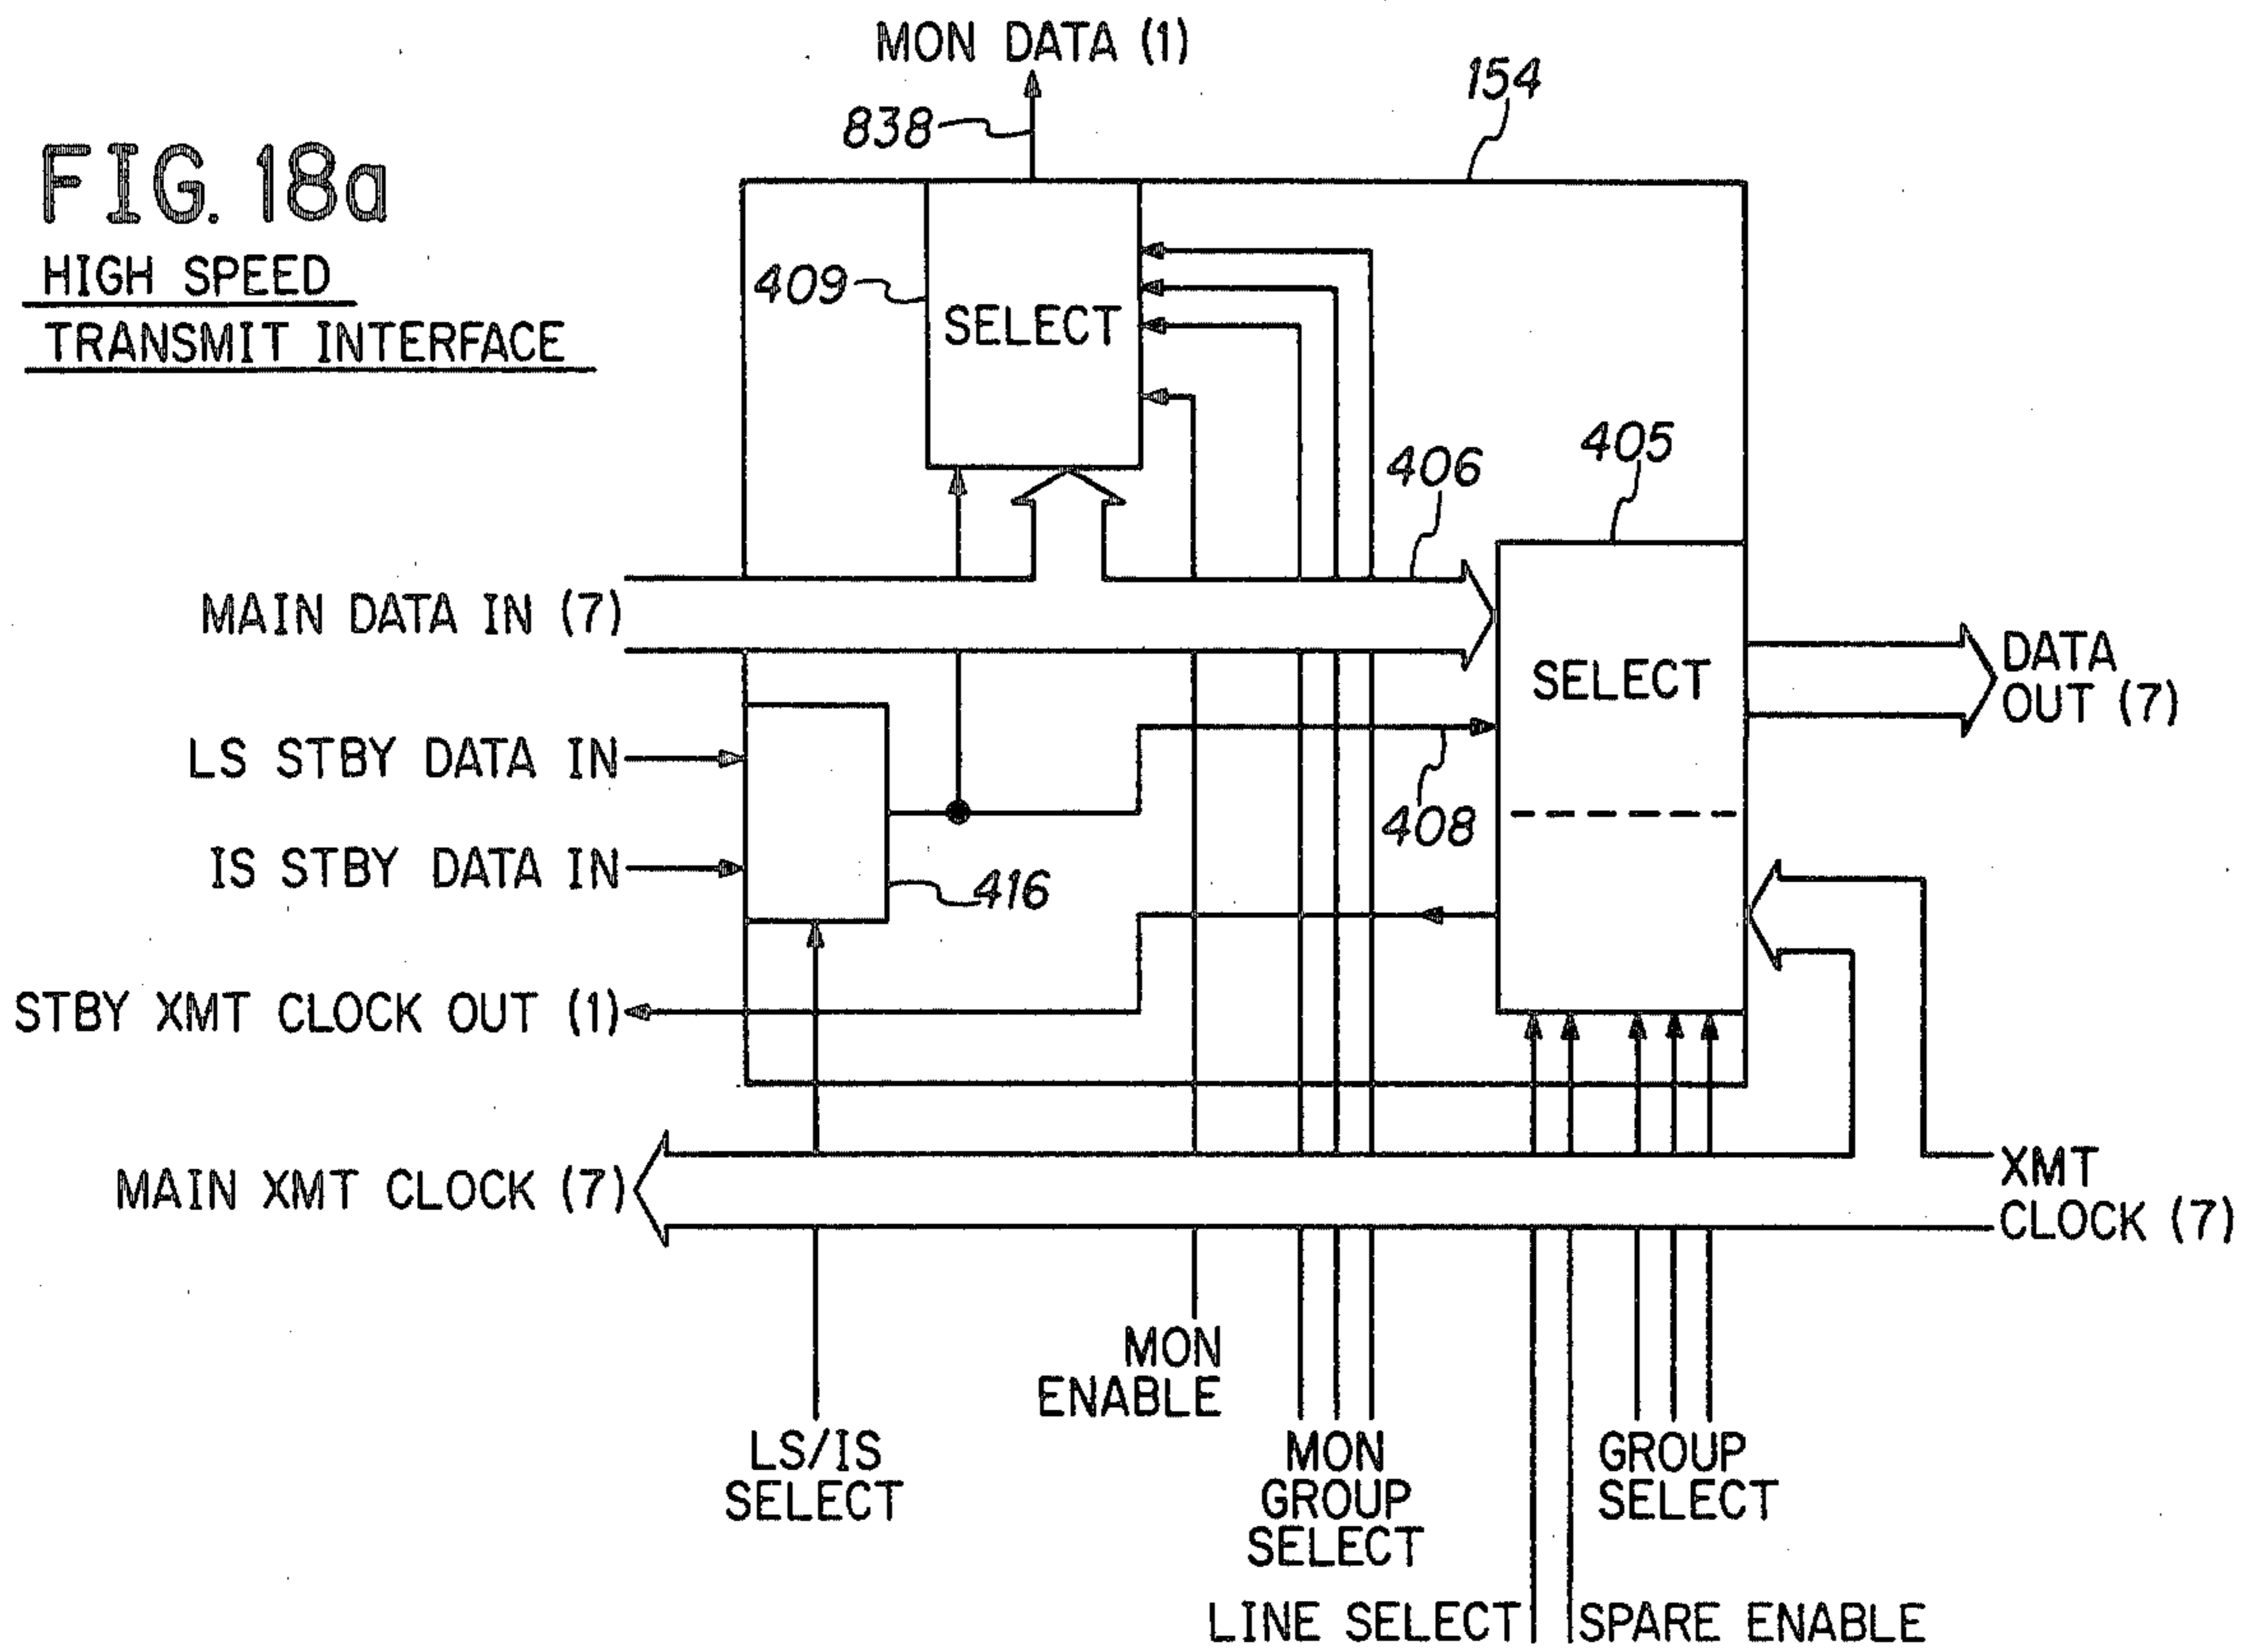 MON DATA (1)
838
154
FIG. 18a
HIGH SPEED
TRANSMIT INTERFACE
409
SELECT
406
405
MAIN DATA IN (7)
SELECT
DATA
OUT (7)
LS STBY DATA IN
408
IS STBY DATA IN
416
STBY XMT CLOCK OUT (1)
MAIN XMT CLOCK (7)
XMT
CLOCK (7)
MON
ENABLE
LS/IS
SELECT
MON
GROUP
SELECT
GROUP
SELECT
LINE SELECT
SPARE ENABLE